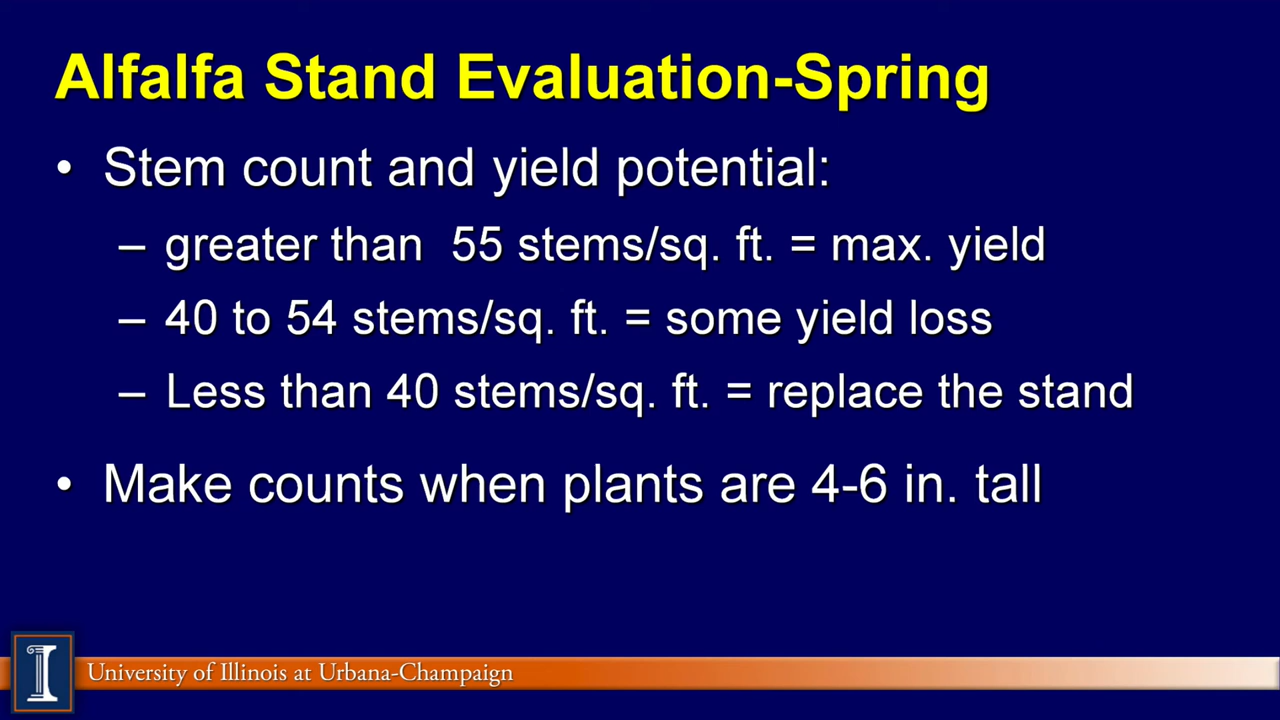 Alfalfa Stand Evaluation-Spring
• Stem count and yield potential:
– greater than  55 stems/sq. ft. = max. yield
– 40 to 54 stems/sq. ft. = some yield loss
– Less than 40 stems/sq. ft. = replace the stand
• Make counts when plants are 4-6 in. tall
I
University of Illinois at Urbana-Champaign